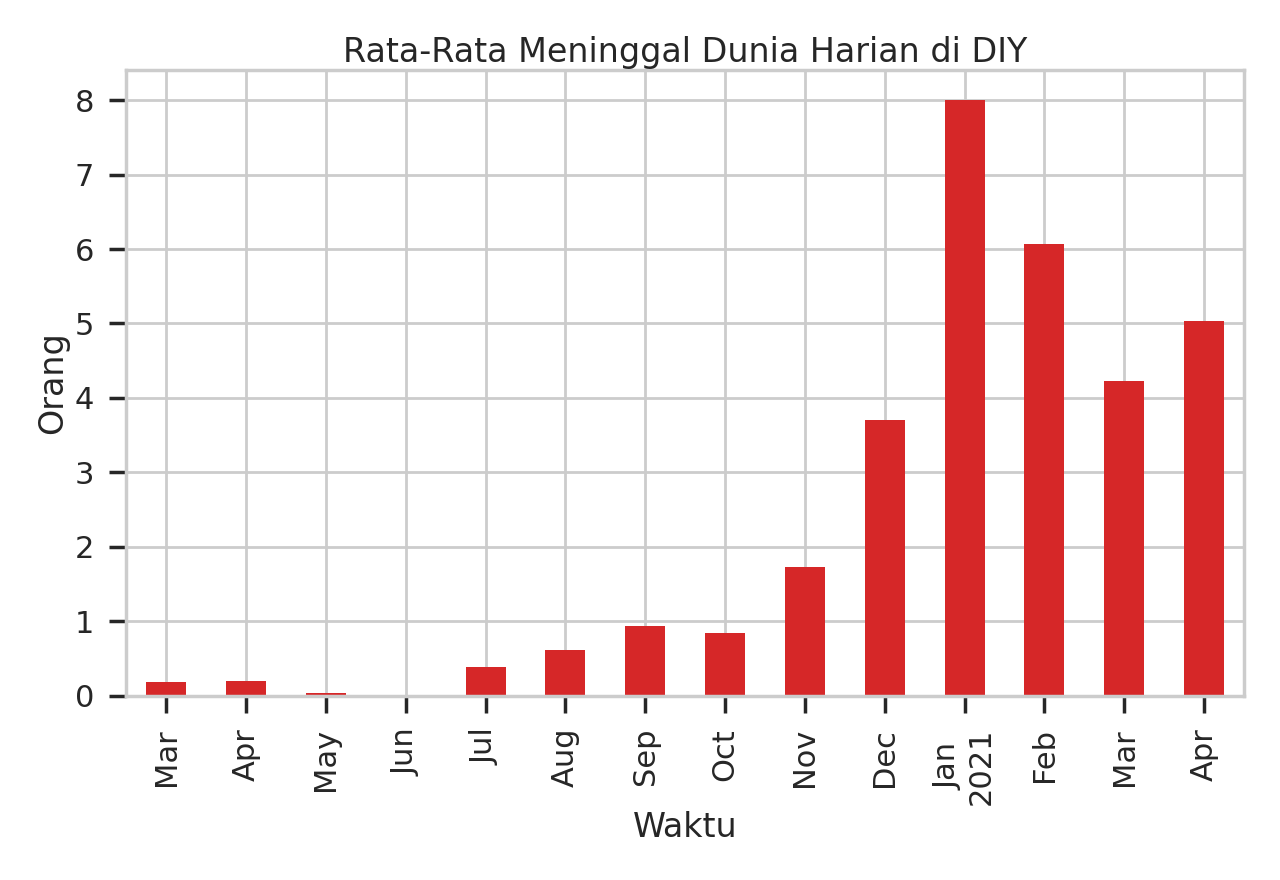 Rata-Rata Meninggal Dunia Harian di DIY
8
7
6
5
4
3
2
1
0
Orang
Mar
Apr
May
Jun
Jul
Aug
Sep
Oct
Nov
Dec
Jan
2021
Feb
Mar
Apr
Waktu